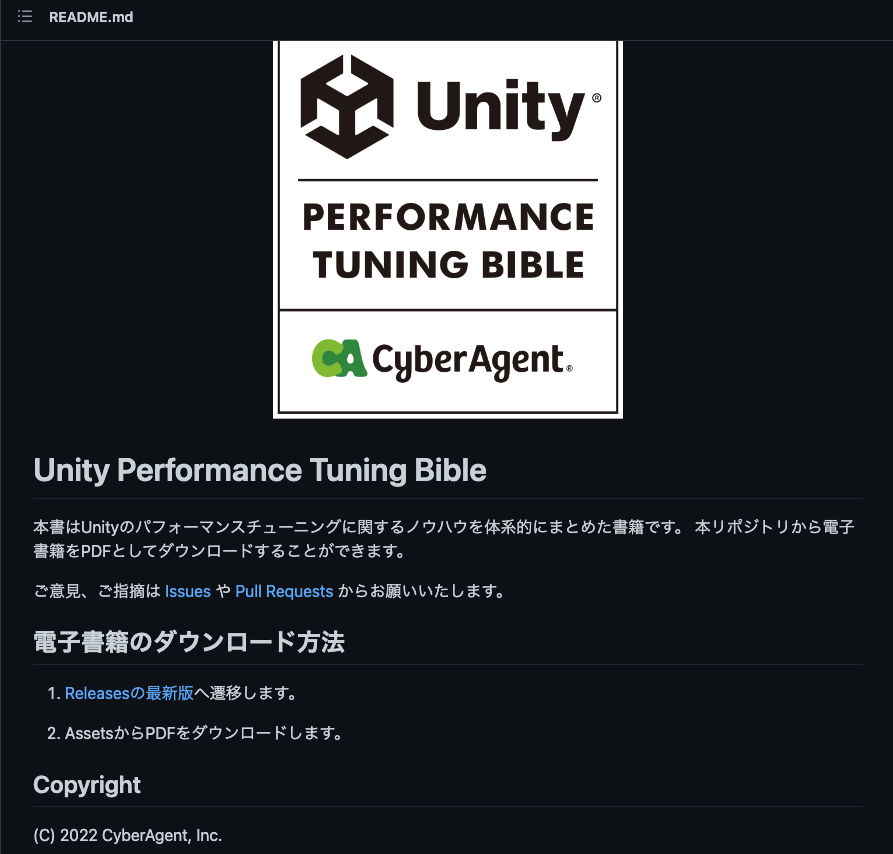 README.md
Unity®
PERFORMANCE
TUNING BIBLE
CA CyberAgent®
Unity Performance Tuning Bible
本書はUnityのパフォーマンスチューニングに関するノウハウを体系的にまとめた書籍です。 本リポジトリから電子
書籍をPDFとしてダウンロードすることができます。
ご意見、ご指摘は Issues や Pull Requests からお願いいたします。
電子書籍のダウンロード方法
1. Releasesの最新版へ遷移します。
2. AssetsからPDFをダウンロードします。
Copyright
(C) 2022 CyberAgent, Inc.